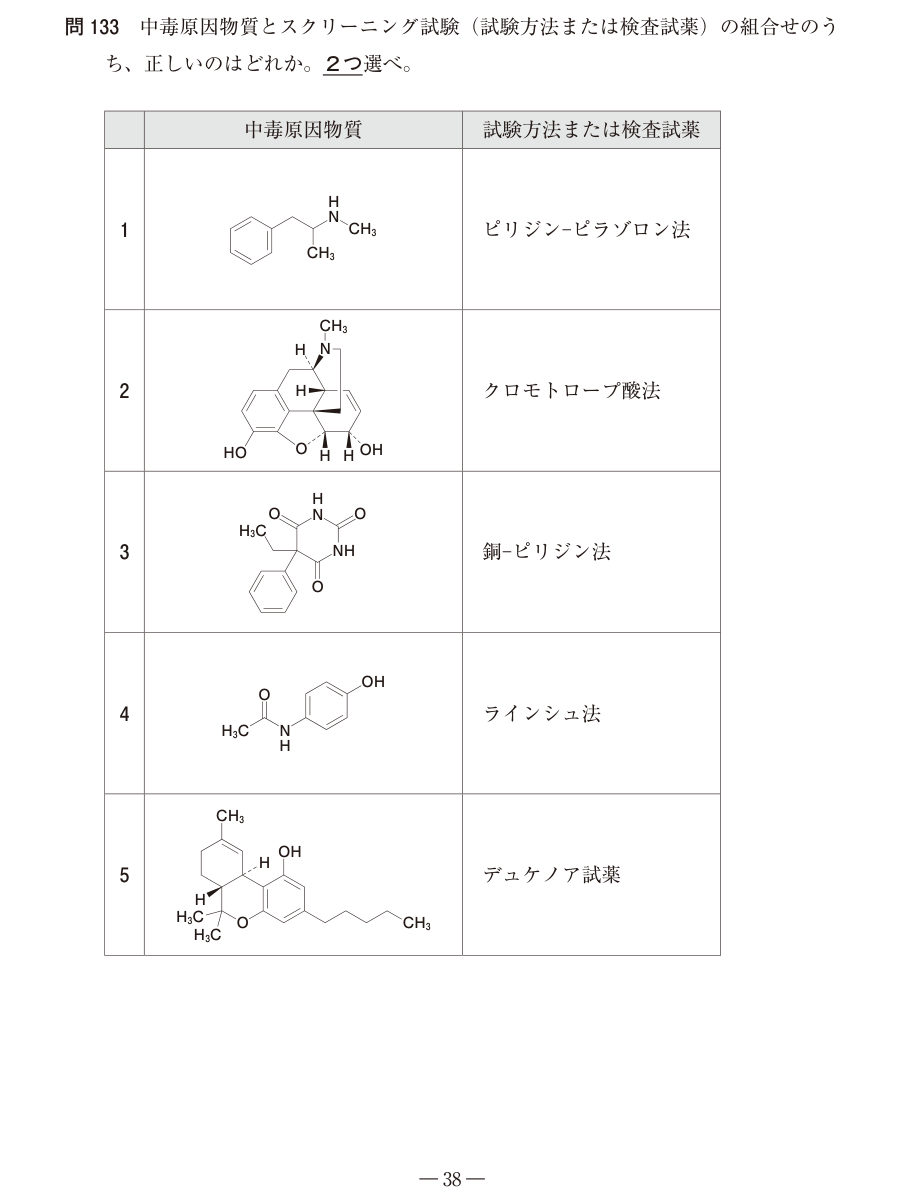 問133　中毒原因物質とスクリーニング試験（試験方法または検査試薬）の組合せのう
ち、正しいのはどれか。2つ選べ。
中毒原因物質　試験方法または検査試薬
1　ピリジン-ピラゾロン法
H
N
CH3
CH3
2　クロモトロープ酸法
CH3
H
N
H
HO
O
H
H
OH
3　銅-ピリジン法
H
O
N
O
H3C
NH
O
4　ラインシュ法
OH
O
H3C
N
H
5　デュケノア試薬
CH3
H
OH
H
H3C
O
CH3
H3C
— 38 —